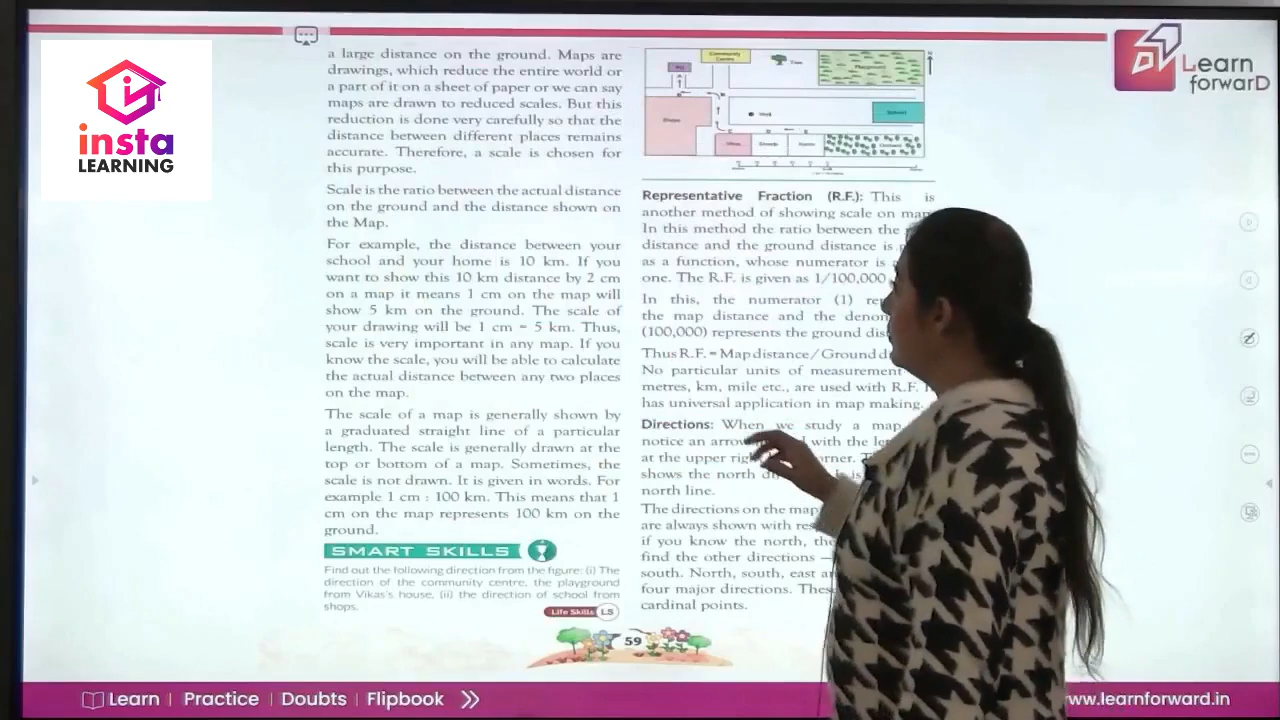 insta
LEARNING
Learn
forwarD
a large distance on the ground. Maps are
drawings, which reduce the entire world or
a part of it on a sheet of paper or we can say
maps are drawn to reduced scales. But this
reduction is done very carefully so that the
distance between different places remains
accurate. Therefore, a scale is chosen for
this purpose.
Scale is the ratio between the actual distance
on the ground and the distance shown on
the Map.
For example, the distance between your
school and your home is 10 km. If you
want to show this 10 km distance by 2 cm
on a map it means 1 cm on the map will
show 5 km on the ground. The scale of
your drawing will be 1 cm = 5 km. Thus,
scale is very important in any map. If you
know the scale, you will be able to calculate
the actual distance between any two places
on the map.
The scale of a map is generally shown by
a graduated straight line of a particular
length. The scale is generally drawn at the
top or bottom of a map. Sometimes, the
scale is not drawn. It is given in words. For
example 1 cm : 100 km. This means that 1
cm on the map represents 100 km on the
ground.
SMART SKILLS
Find out the following direction from the figure: (i) The
direction of the community centre, the playground
from Vikas's house, (ii) the direction of school from
shops.
Life Skills LS
Community
Centre
Tree
Playground
N
Shops
Well
School
Representative Fraction (R.F.): This is
another method of showing scale on map
In this method the ratio between the
distance and the ground distance is
as a function, whose numerator is
one. The R.F. is given as 1/100,000
In this, the numerator (1)
the map distance and the
(100,000) represents the ground
Thus R.F. = Map distance / Ground
No particular units of measurement
metres, km, mile etc., are used with R.F.
has universal application in map making.
Directions: When we study a map
notice an arrow with the
at the upper corner.
shows the north is
north line.
The directions on the map
are always shown with
if you know the north,
find the other directions –
south. North, south, east
four major directions.
cardinal points.
59
Learn | Practice | Doubts | Flipbook
www.learnforward.in